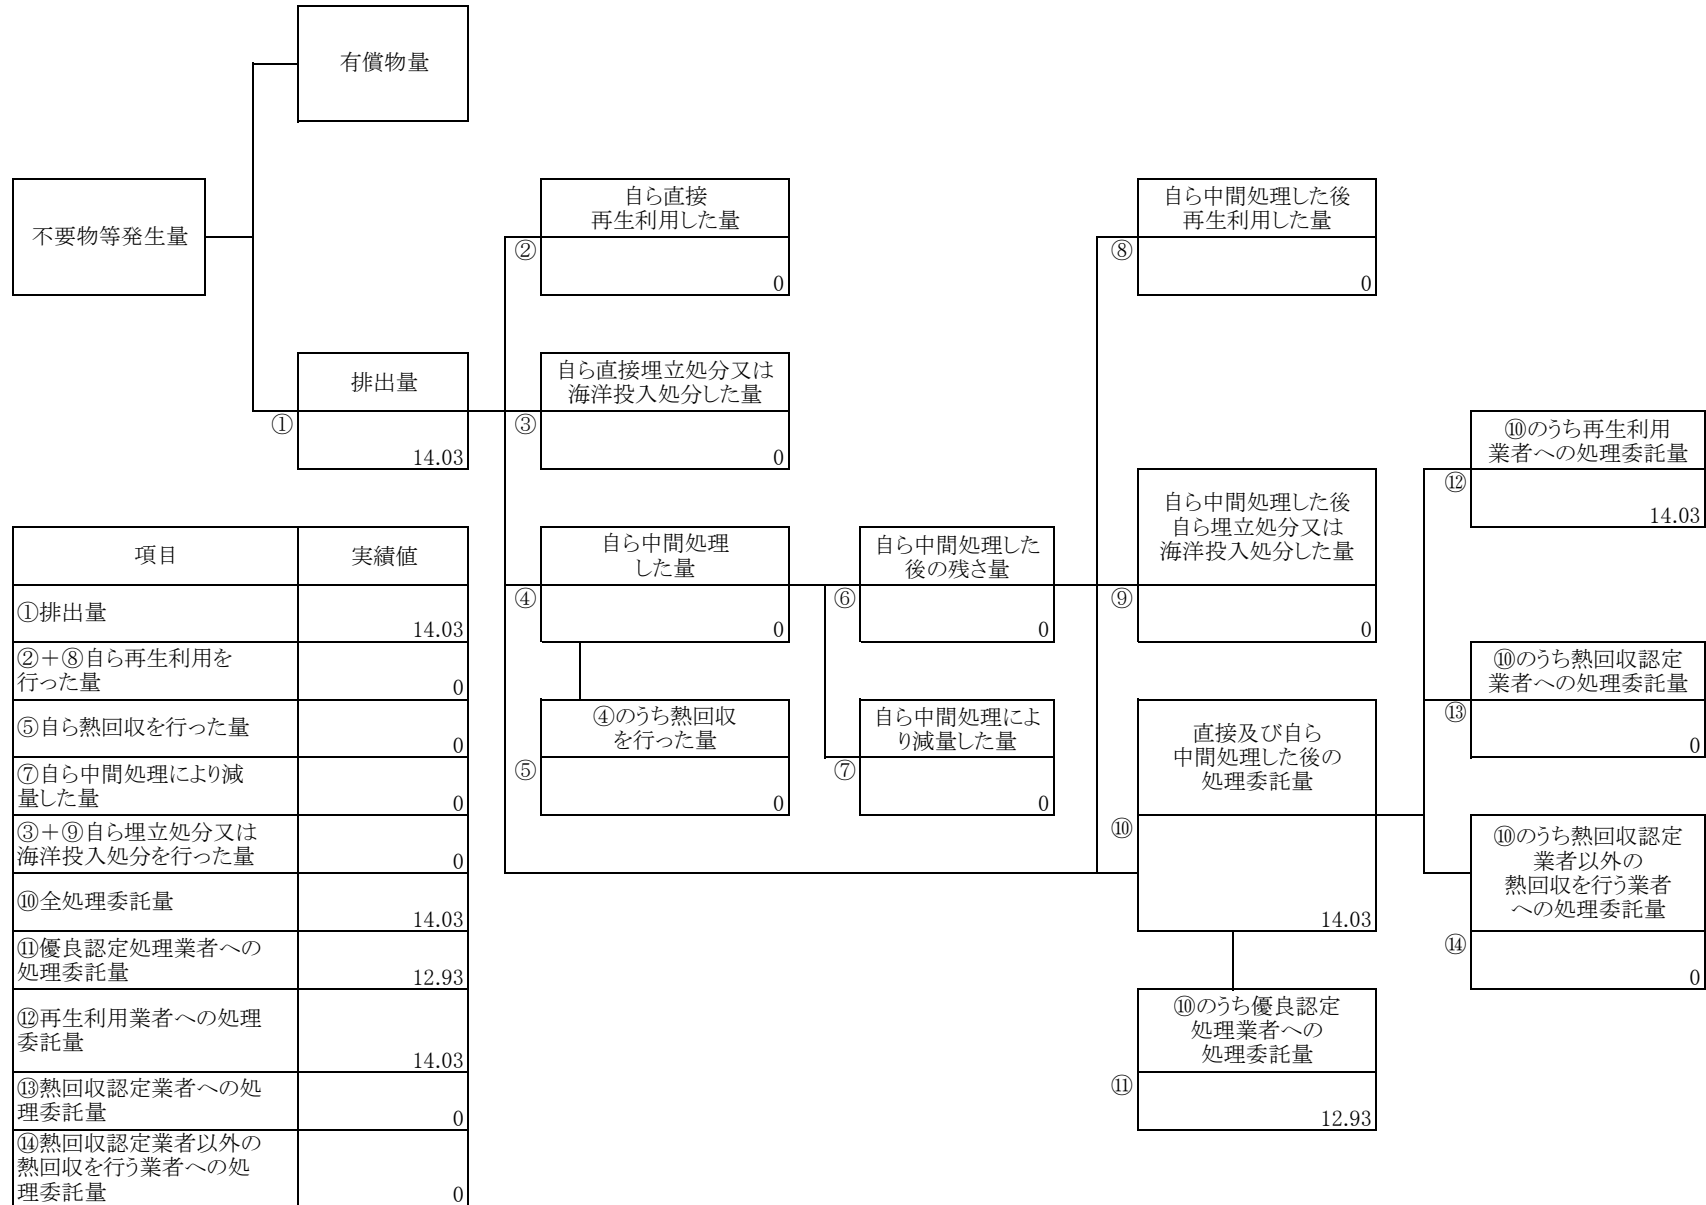 有償物量
不要物等発生量
自ら直接
再生利用した量
②
0
自ら中間処理した後
再生利用した量
⑧
0
排出量
①
14.03
自ら直接埋立処分又は
海洋投入処分した量
③
0
⑩のうち再生利用
業者への処理委託量
⑫
14.03
自ら中間処理
した量
④
0
自ら中間処理した
後の残さ量
⑥
0
自ら中間処理した後
自ら埋立処分又は
海洋投入処分した量
⑨
0
⑩のうち熱回収認定
業者への処理委託量
⑬
0
④のうち熱回収
を行った量
⑤
0
自ら中間処理によ
り減量した量
⑦
0
直接及び自ら
中間処理した後の
処理委託量
⑩
14.03
⑩のうち熱回収認定
業者以外の
熱回収を行う業者
への処理委託量
⑭
0
⑩のうち優良認定
処理業者への
処理委託量
⑪
12.93
項目 実績値
①排出量
14.03
②＋⑧自ら再生利用を
行った量
0
⑤自ら熱回収を行った量
0
⑦自ら中間処理により減
量した量
0
③＋⑨自ら埋立処分又は
海洋投入処分を行った量
0
⑩全処理委託量
14.03
⑪優良認定処理業者への
処理委託量
12.93
⑫再生利用業者への処理
委託量
14.03
⑬熱回収認定業者への処
理委託量
0
⑭熱回収認定業者以外の
熱回収を行う業者への処
理委託量
0